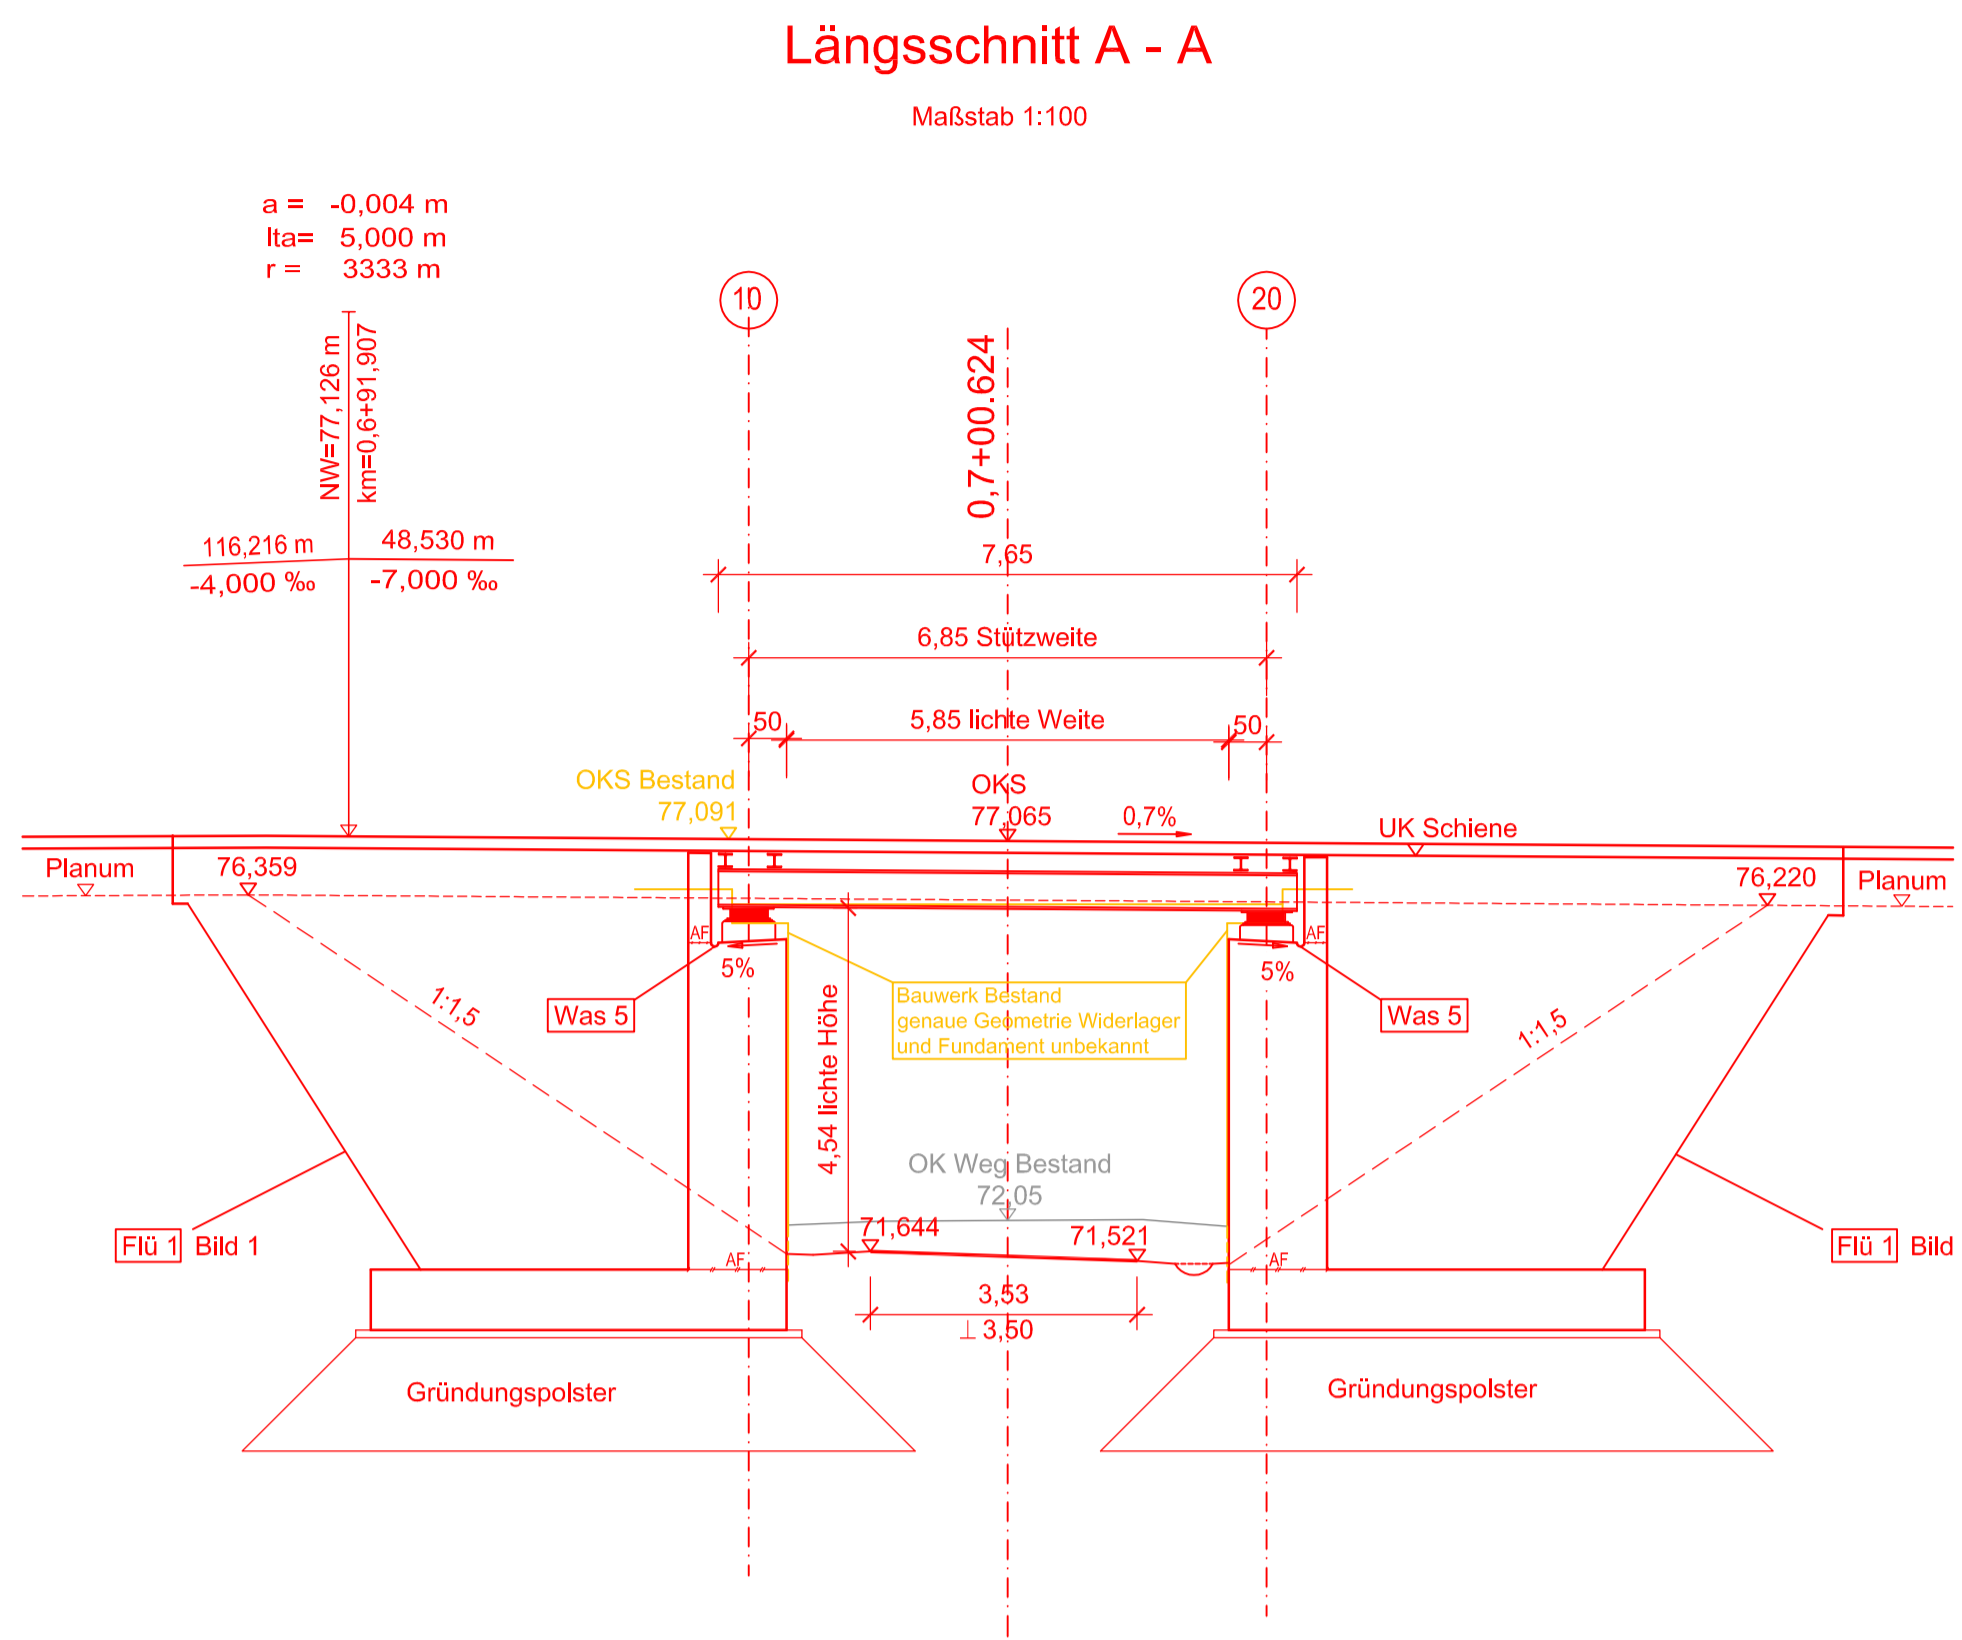 Längsschnitt A - A
Maßstab 1:100
a = -0,004 m
lta= 5,000 m
r = 3333 m
10
20
NW=77,126 m
km=0,6+91,907
0,7+00.624
116,216 m
48,530 m
-4,000 ‰
-7,000 ‰
7,65
6,85 Stützweite
50
5,85 lichte Weite
50
OKS Bestand
77,091
OKS
77,065
0,7%
UK Schiene
Planum
76,359
76,220
Planum
AF
AF
5%
5%
1:1,5
1:1,5
Was 5
Was 5
Bauwerk Bestand
genaue Geometrie Widerlager
und Fundament unbekannt
4,54 lichte Höhe
OK Weg Bestand
72,05
71,644
71,521
Flü 1 Bild 1
Flü 1 Bild
AF
AF
3,53
⊥ 3,50
Gründungspolster
Gründungspolster